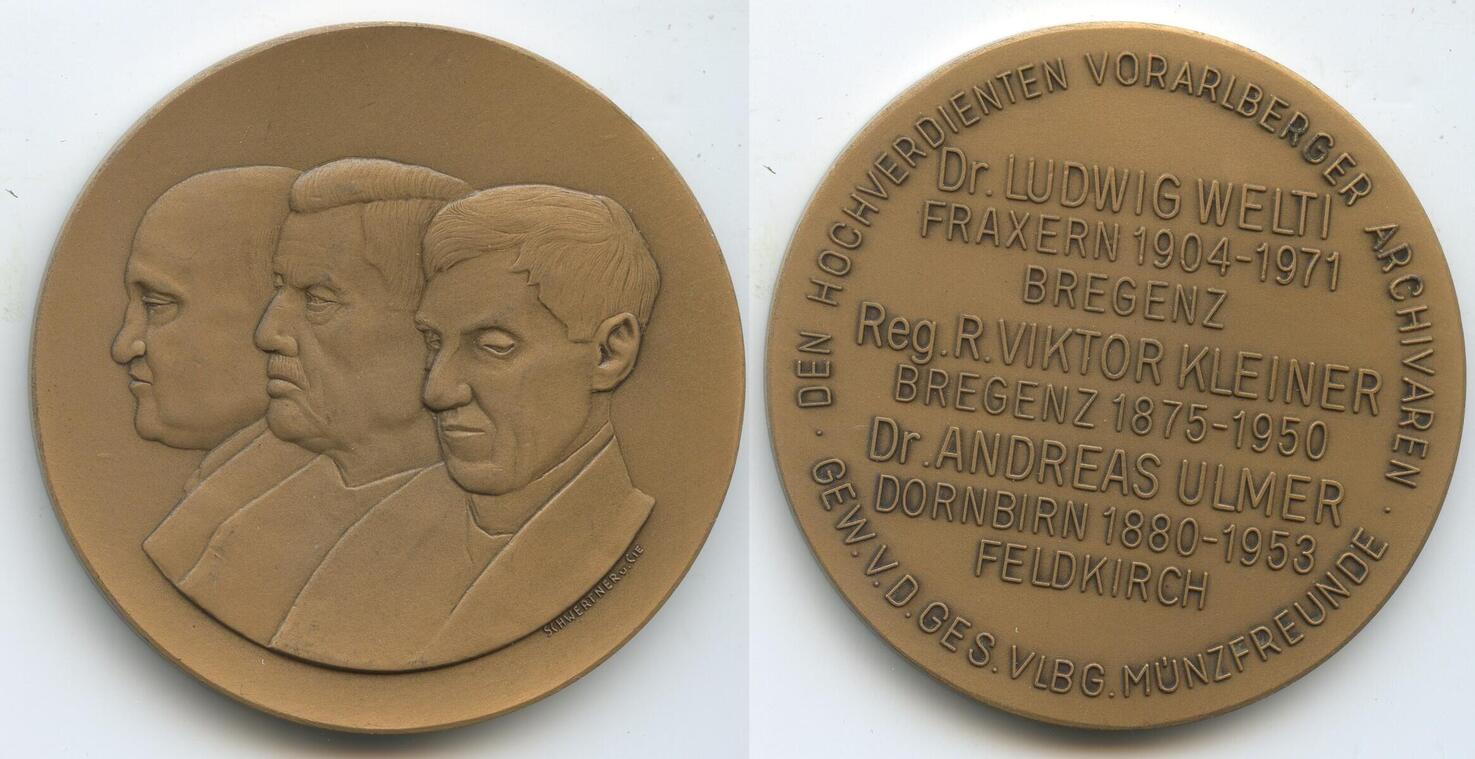 SCHWERTNER u. CIE
· DEN HOCHVERDIENTEN VORARLBERGER ARCHIVAREN ·
Dr. LUDWIG WELTI
FRAXERN 1904-1971
BREGENZ
Reg.R.VIKTOR KLEINER
BREGENZ 1875-1950
Dr.ANDREAS ULMER
DORNBIRN 1880-1953
FELDKIRCH
GEW.V.D.GES.VLBG.MÜNZFREUNDE